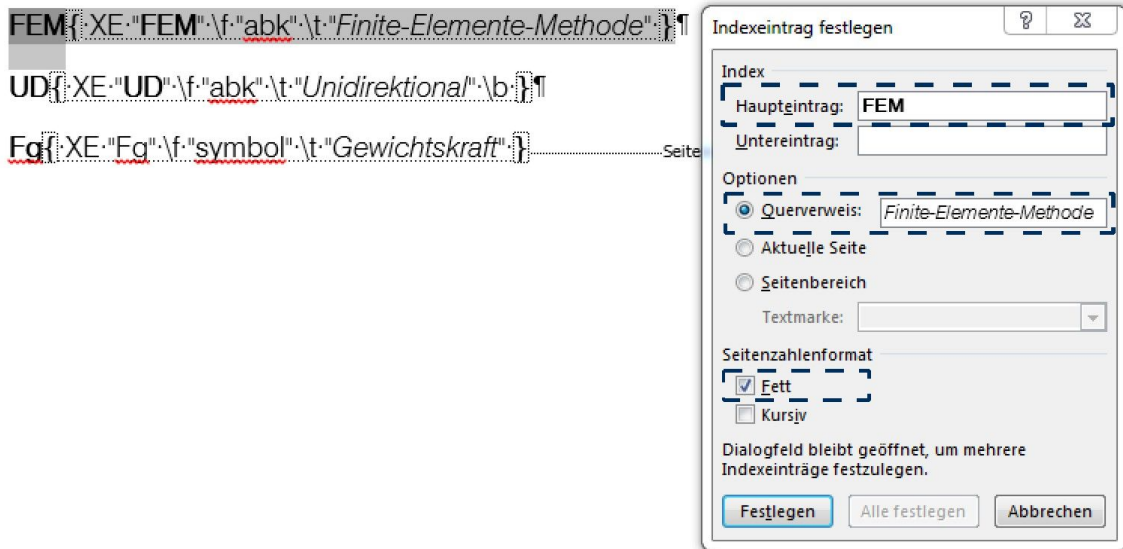 FEM{·XE·"FEM"·\f·"abk"·\t·"Finite-Elemente-Methode"·}¶
UD{·XE·"UD"·\f·"abk"·\t·"Unidirektional"·\b·}¶
Fg{·XE·"Fg"·\f·"symbol"·\t·"Gewichtskraft"·}
Seite
Indexeintrag festlegen
Index
Haupteintrag: FEM
Untereintrag:
Optionen
Querverweis: Finite-Elemente-Methode
Aktuelle Seite
Seitenbereich
Textmarke:
Seitenzahlenformat
Fett
Kursiv
Dialogfeld bleibt geöffnet, um mehrere
Indexeinträge festzulegen.
Festlegen Alle festlegen Abbrechen